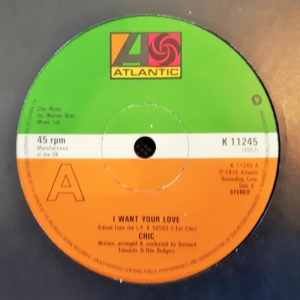 ATLANTIC
Chic Music
Inc. Warner Bros.
Music Ltd.
45 rpm
Manufactured
in the UK
K 11245
K 11245 A
℗ 1978 Atlantic
Recording Corp.
Side A
STEREO
A
I WANT YOUR LOVE
(Edited from the L.P. K 50565 C'Est Chic)
CHIC
Written, arranged & conducted by Bernard
Edwards & Nile Rodgers